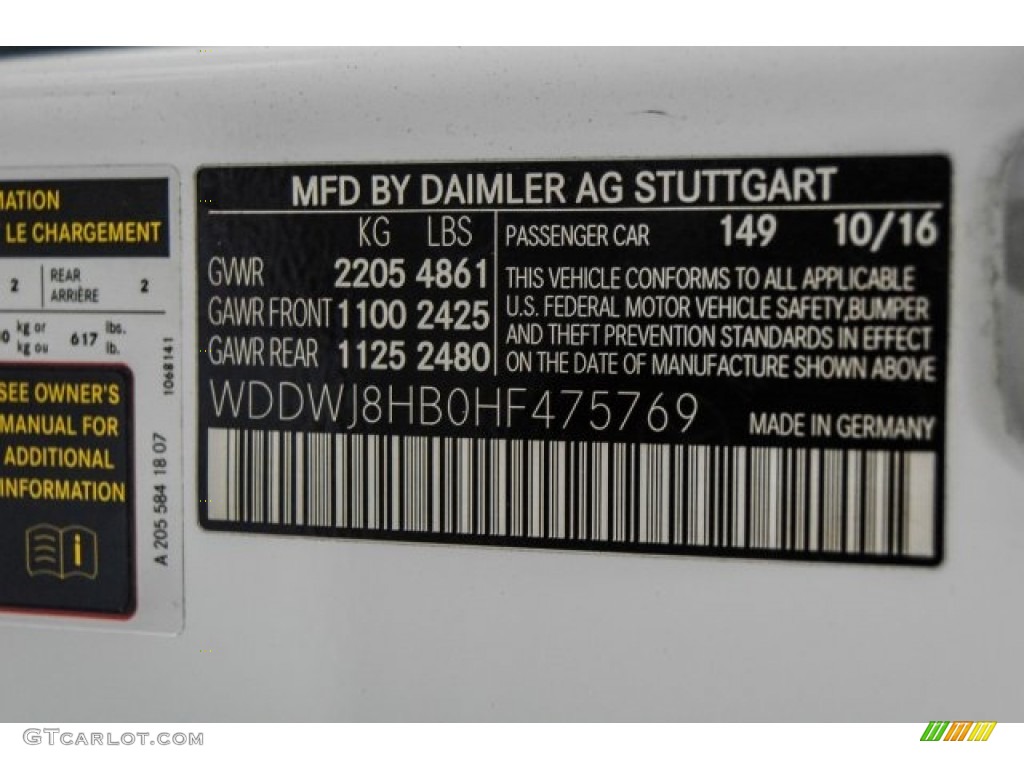 MATION
LE CHARGEMENT
2 REAR ARRIÈRE 2
kg or kg ou 617 lbs. lb.
1068141
SEE OWNER'S
MANUAL FOR
ADDITIONAL
INFORMATION
A 205 584 18 07
MFD BY DAIMLER AG STUTTGART
KG LBS
GVWR 2205 4861
GAWR FRONT 1100 2425
GAWR REAR 1125 2480
PASSENGER CAR 149 10/16
THIS VEHICLE CONFORMS TO ALL APPLICABLE
U.S. FEDERAL MOTOR VEHICLE SAFETY,BUMPER
AND THEFT PREVENTION STANDARDS IN EFFECT
ON THE DATE OF MANUFACTURE SHOWN ABOVE
WDDWJ8HB0HF475769
MADE IN GERMANY
GTCARLOT.COM